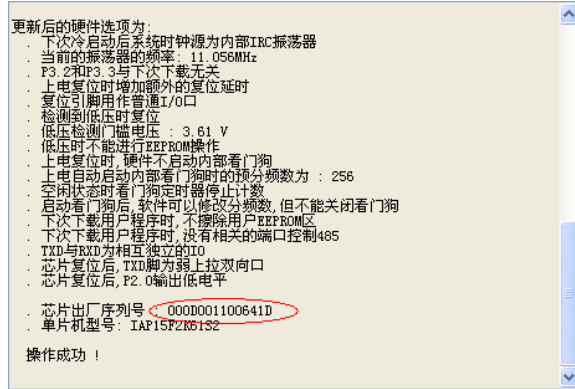 更新后的硬件选项为:
. 下次冷启动后系统时钟源为内部IRC振荡器
. 当前的振荡器的频率: 11.056MHz
. P3.2和P3.3与下次下载无关
. 上电复位时增加额外的复位延时
. 复位引脚用作普通I/O口
. 检测到低压时复位
. 低压检测门槛电压 : 3.61 V
. 低压时不能进行EEPROM操作
. 上电复位时,硬件不启动内部看门狗
. 上电自动启动内部看门狗时的预分频数为 : 256
. 空闲状态时看门狗定时器停止计数
. 启动看门狗后,软件可以修改分频数,但不能关闭看门狗
. 下次下载用户程序时,不擦除用户EEPROM区
. 下次下载用户程序时,没有相关的端口控制485
. TXD与RXD为相互独立的IO
. 芯片复位后,TXD脚为弱上拉双向口
. 芯片复位后,P2.0输出低电平
. 芯片出厂序列号 : 000D001100641D
. 单片机型号: IAP15F2K61S2
操作成功 !